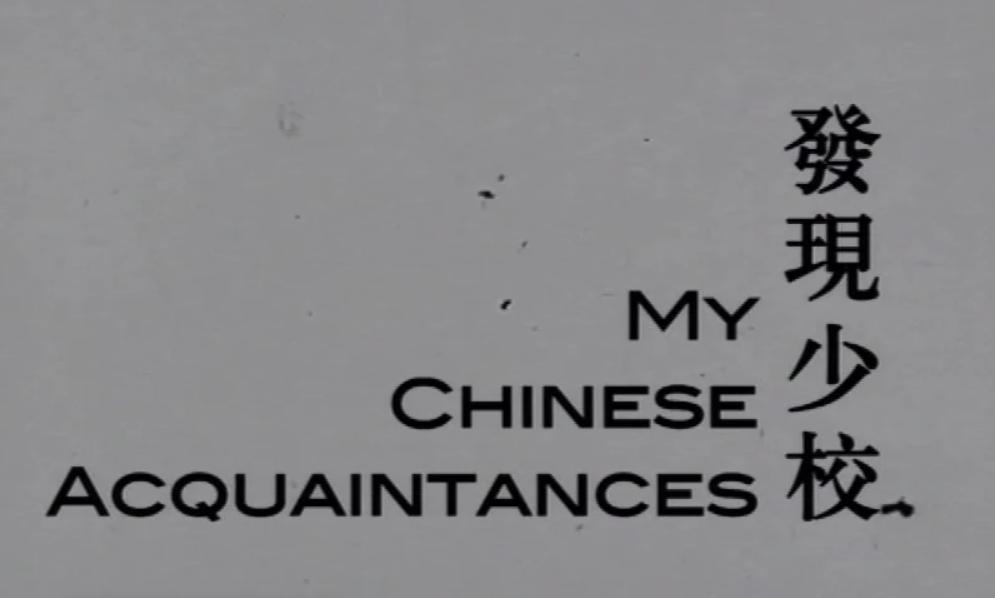 發現少校
My
Chinese
Acquaintances